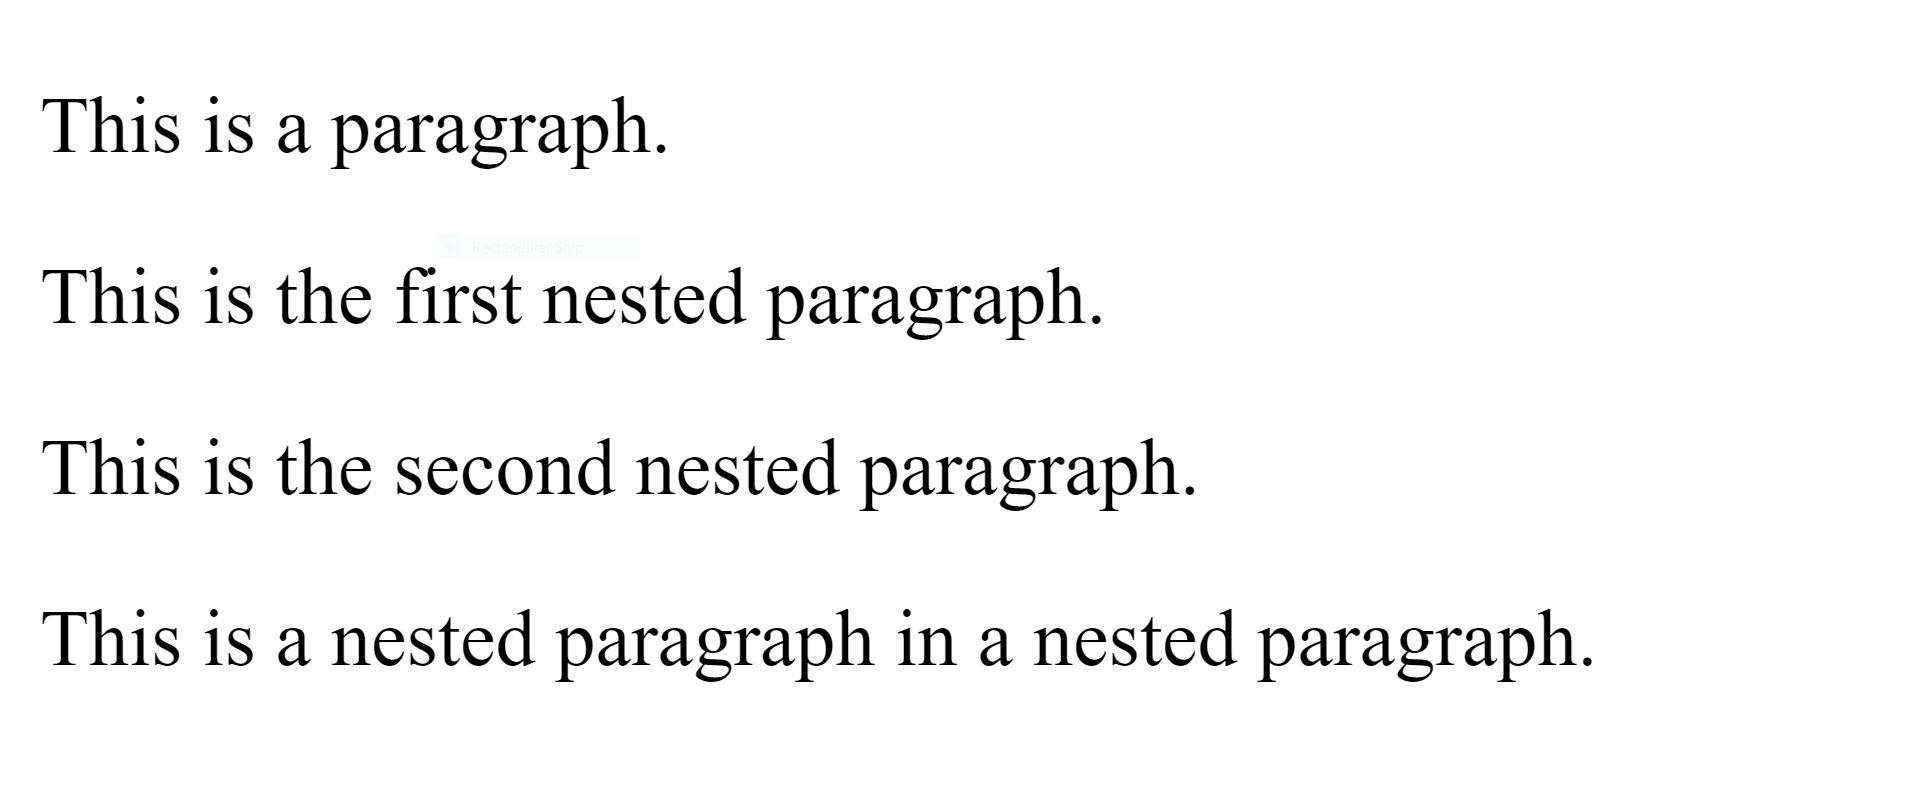 This is a paragraph.
Rectangular Snip
This is the first nested paragraph.
This is the second nested paragraph.
This is a nested paragraph in a nested paragraph.